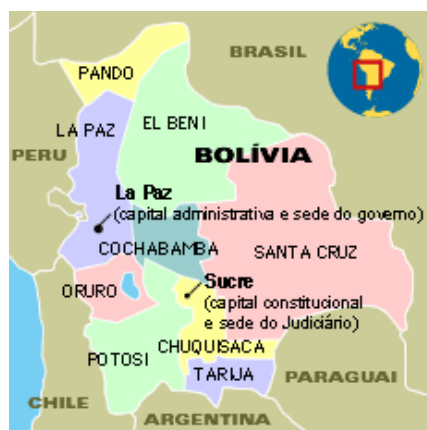 BRASIL
PANDO
LA PAZ
EL BENI
PERU
BOLÍVIA
La Paz
(capital administrativa e sede do governo)
COCHABAMBA
SANTA CRUZ
ORURO
Sucre
(capital constitucional
e sede do Judiciário)
CHUQUISACA
POTOSI
TARIJA
PARAGUAI
CHILE
ARGENTINA